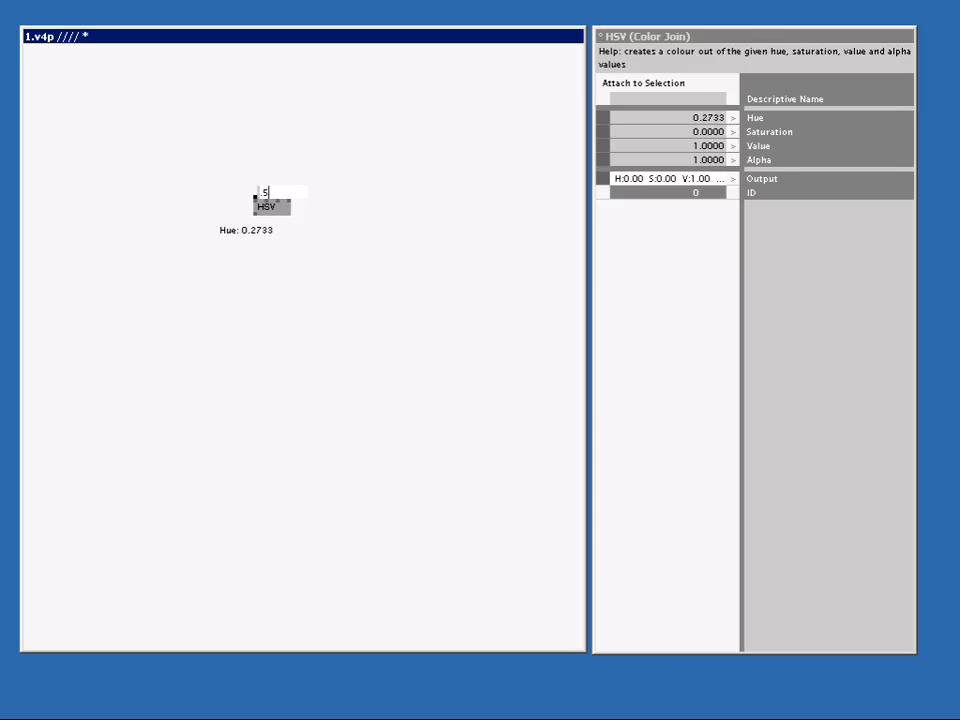 1.v4p //// *
.5
HSV
Hue: 0.2733
° HSV (Color Join)
Help: creates a colour out of the given hue, saturation, value and alpha
values
Attach to Selection
Descriptive Name
0.2733 > Hue
0.0000 > Saturation
1.0000 > Value
1.0000 > Alpha
H:0.00 S:0.00 V:1.00 ... > Output
0 ID